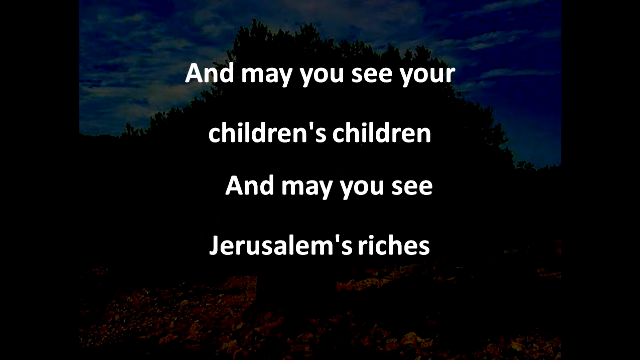 And may you see your
children's children
And may you see
Jerusalem's riches